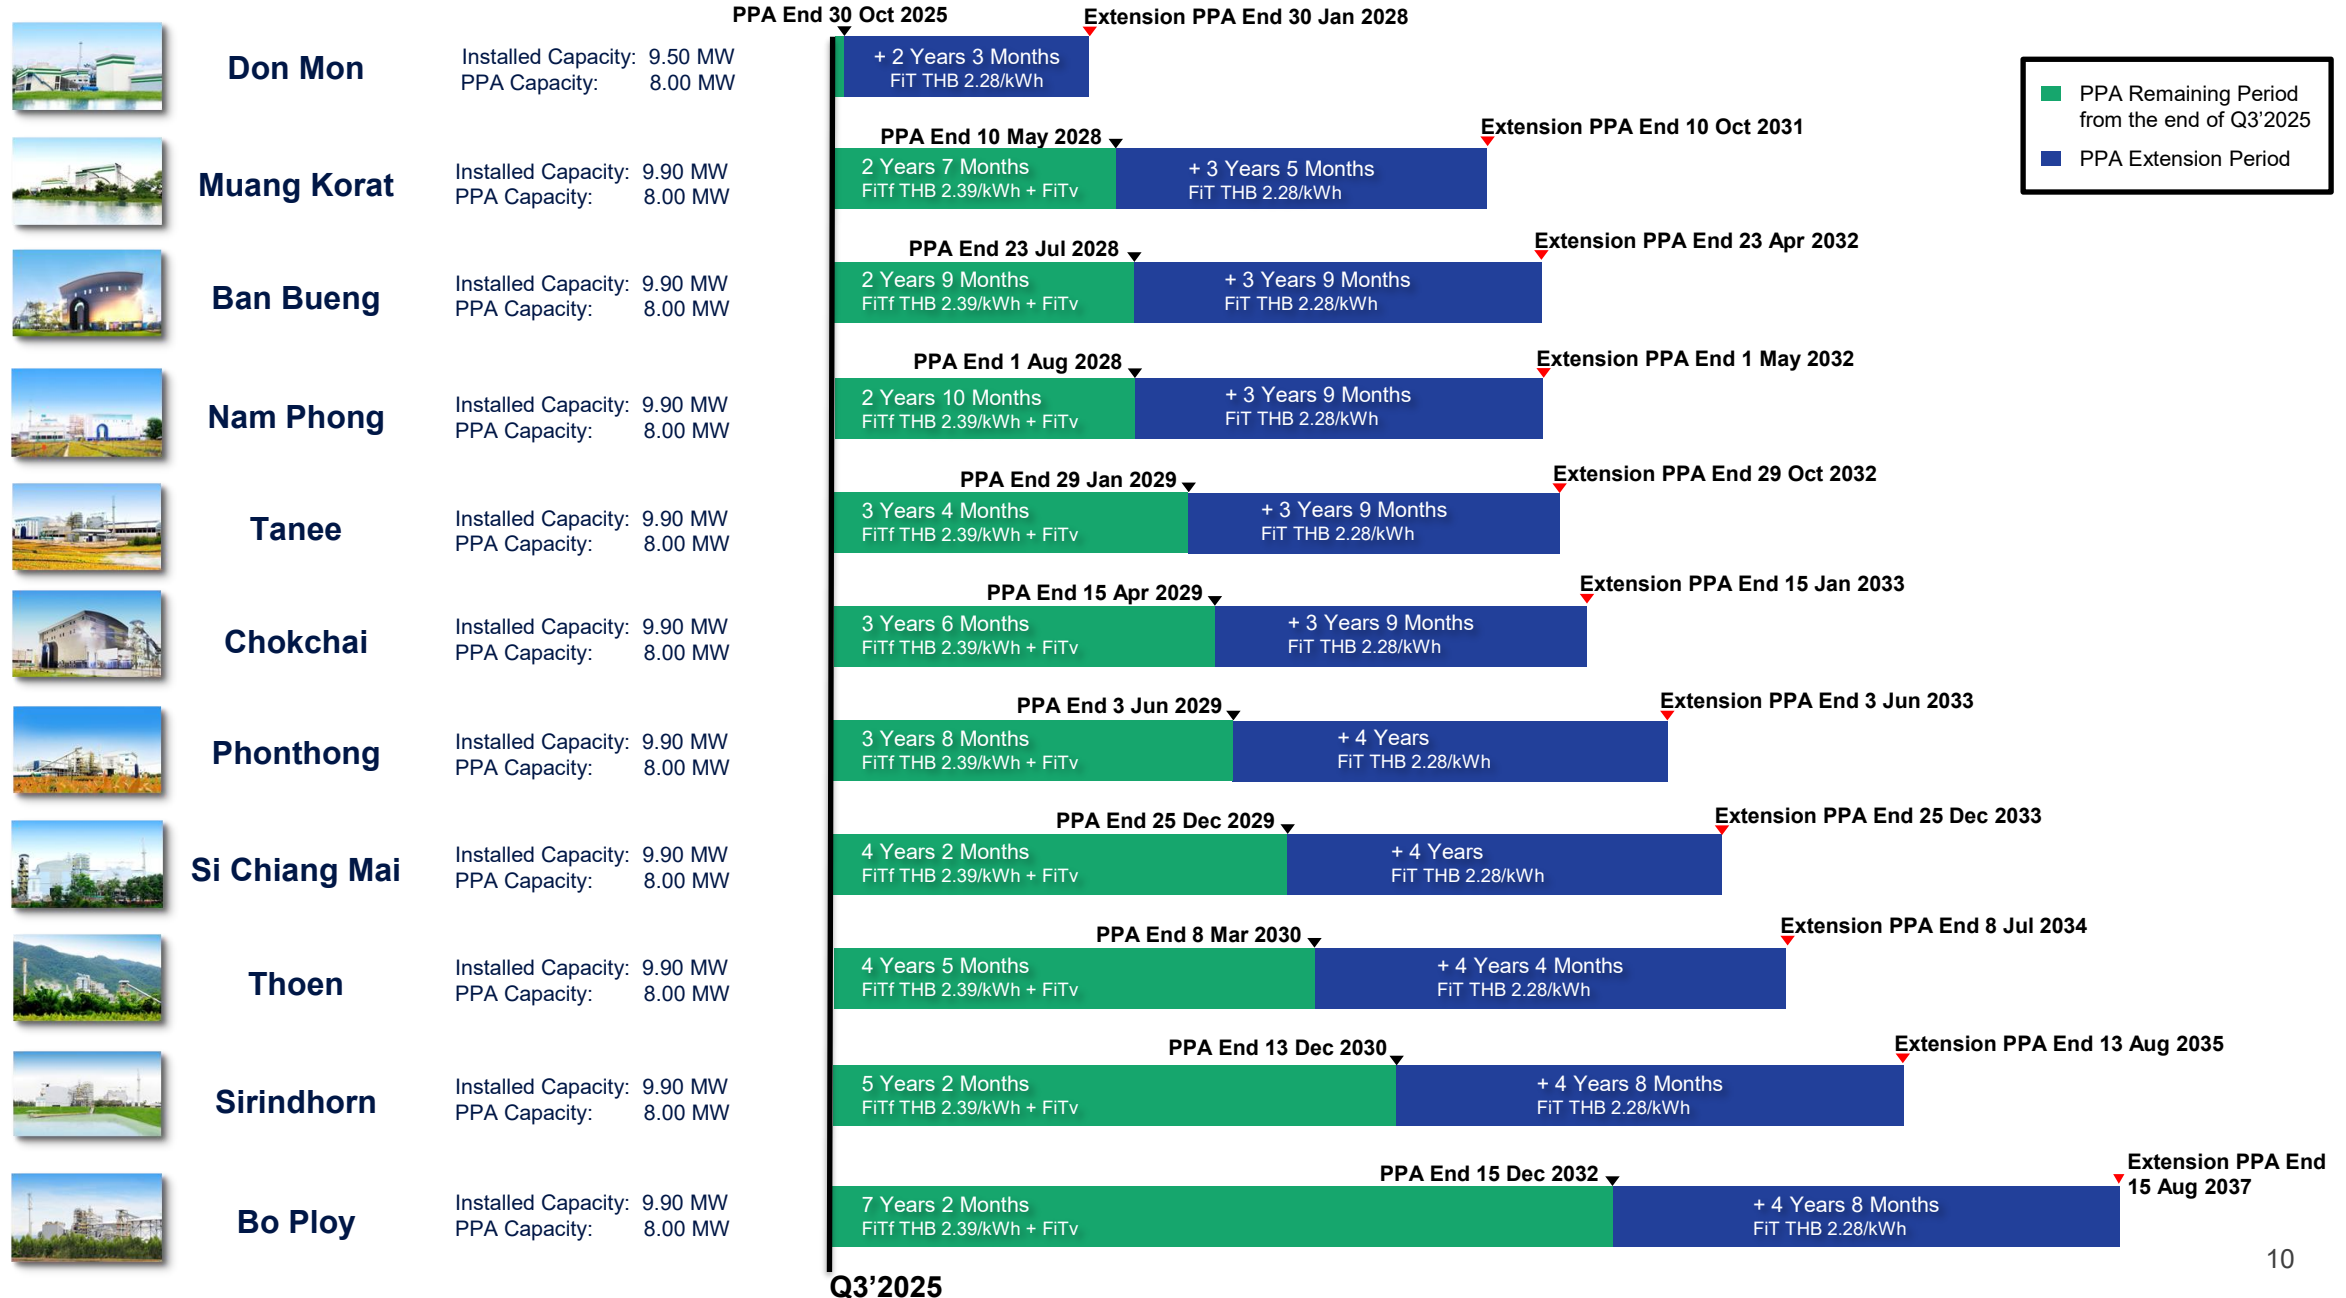 PPA End 30 Oct 2025
Extension PPA End 30 Jan 2028
Don Mon
Installed Capacity: 9.50 MW
PPA Capacity: 8.00 MW
+ 2 Years 3 Months
FiT THB 2.28/kWh
PPA Remaining Period
from the end of Q3’2025
PPA Extension Period
PPA End 10 May 2028
Extension PPA End 10 Oct 2031
Muang Korat
Installed Capacity: 9.90 MW
PPA Capacity: 8.00 MW
2 Years 7 Months
FiTf THB 2.39/kWh + FiTv
+ 3 Years 5 Months
FiT THB 2.28/kWh
PPA End 23 Jul 2028
Extension PPA End 23 Apr 2032
Ban Bueng
Installed Capacity: 9.90 MW
PPA Capacity: 8.00 MW
2 Years 9 Months
FiTf THB 2.39/kWh + FiTv
+ 3 Years 9 Months
FiT THB 2.28/kWh
PPA End 1 Aug 2028
Extension PPA End 1 May 2032
Nam Phong
Installed Capacity: 9.90 MW
PPA Capacity: 8.00 MW
2 Years 10 Months
FiTf THB 2.39/kWh + FiTv
+ 3 Years 9 Months
FiT THB 2.28/kWh
PPA End 29 Jan 2029
Extension PPA End 29 Oct 2032
Tanee
Installed Capacity: 9.90 MW
PPA Capacity: 8.00 MW
3 Years 4 Months
FiTf THB 2.39/kWh + FiTv
+ 3 Years 9 Months
FiT THB 2.28/kWh
PPA End 15 Apr 2029
Extension PPA End 15 Jan 2033
Chokchai
Installed Capacity: 9.90 MW
PPA Capacity: 8.00 MW
3 Years 6 Months
FiTf THB 2.39/kWh + FiTv
+ 3 Years 9 Months
FiT THB 2.28/kWh
PPA End 3 Jun 2029
Extension PPA End 3 Jun 2033
Phonthong
Installed Capacity: 9.90 MW
PPA Capacity: 8.00 MW
3 Years 8 Months
FiTf THB 2.39/kWh + FiTv
+ 4 Years
FiT THB 2.28/kWh
PPA End 25 Dec 2029
Extension PPA End 25 Dec 2033
Si Chiang Mai
Installed Capacity: 9.90 MW
PPA Capacity: 8.00 MW
4 Years 2 Months
FiTf THB 2.39/kWh + FiTv
+ 4 Years
FiT THB 2.28/kWh
PPA End 8 Mar 2030
Extension PPA End 8 Jul 2034
Thoen
Installed Capacity: 9.90 MW
PPA Capacity: 8.00 MW
4 Years 5 Months
FiTf THB 2.39/kWh + FiTv
+ 4 Years 4 Months
FiT THB 2.28/kWh
PPA End 13 Dec 2030
Extension PPA End 13 Aug 2035
Sirindhorn
Installed Capacity: 9.90 MW
PPA Capacity: 8.00 MW
5 Years 2 Months
FiTf THB 2.39/kWh + FiTv
+ 4 Years 8 Months
FiT THB 2.28/kWh
PPA End 15 Dec 2032
Extension PPA End
15 Aug 2037
Bo Ploy
Installed Capacity: 9.90 MW
PPA Capacity: 8.00 MW
7 Years 2 Months
FiTf THB 2.39/kWh + FiTv
+ 4 Years 8 Months
FiT THB 2.28/kWh
Q3’2025
10